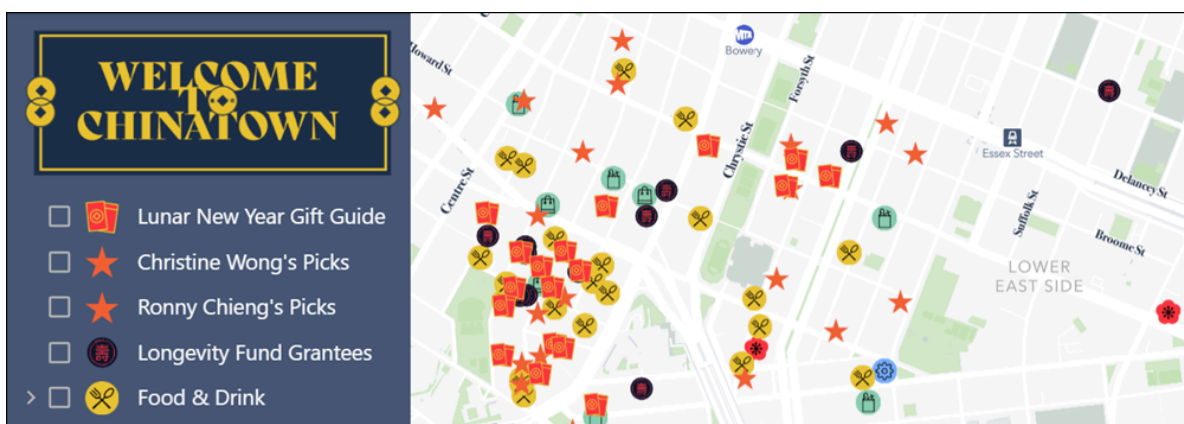 WELCOME
TO
CHINATOWN
Lunar New Year Gift Guide
Christine Wong's Picks
Ronny Chieng's Picks
Longevity Fund Grantees
Food & Drink
Howard St
Centre St
MTA
Bowery
Forsyth St
Chrystie St
Essex Street
Delancey St
Suffolk St
Broome St
LOWER
EAST SIDE